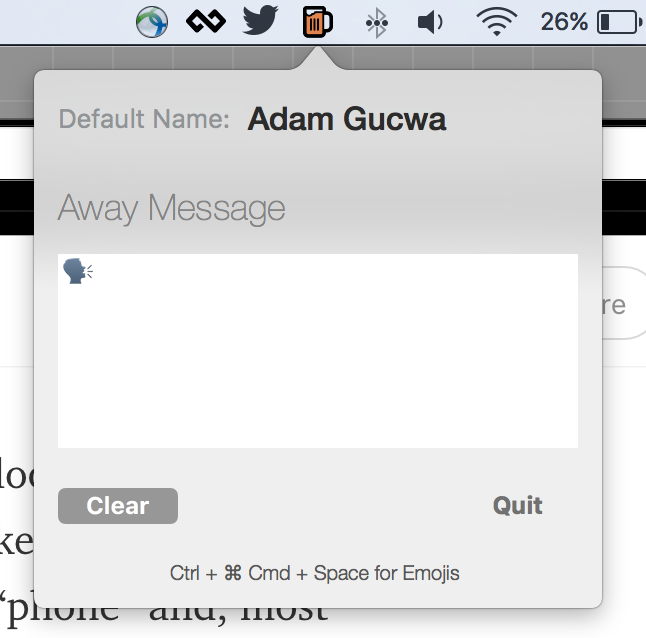 26%
Default Name: Adam Gucwa
Away Message
🗣
re
Clear Quit
Ctrl + ⌘ Cmd + Space for Emojis
loo
ke
“phone” and, most